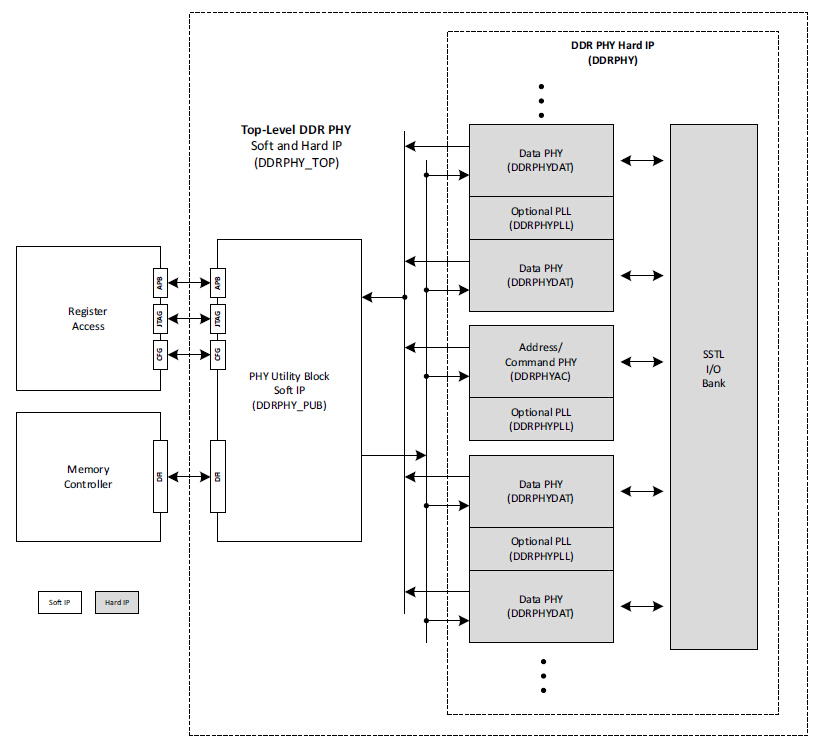 DDR PHY Hard IP
(DDRPHY)
Top-Level DDR PHY
Soft and Hard IP
(DDRPHY_TOP)
Data PHY
(DDRPHYDAT)
Optional PLL
(DDRPHYPLL)
Data PHY
(DDRPHYDAT)
Address/
Command PHY
(DDRPHYAC)
Optional PLL
(DDRPHYPLL)
Data PHY
(DDRPHYDAT)
Optional PLL
(DDRPHYPLL)
Data PHY
(DDRPHYDAT)
SSTL
I/O
Bank
Register
Access
APB
JTAG
CFG
APB
JTAG
CFG
PHY Utility Block
Soft IP
(DDRPHY_PUB)
Memory
Controller
DFI
DFI
Soft IP
Hard IP